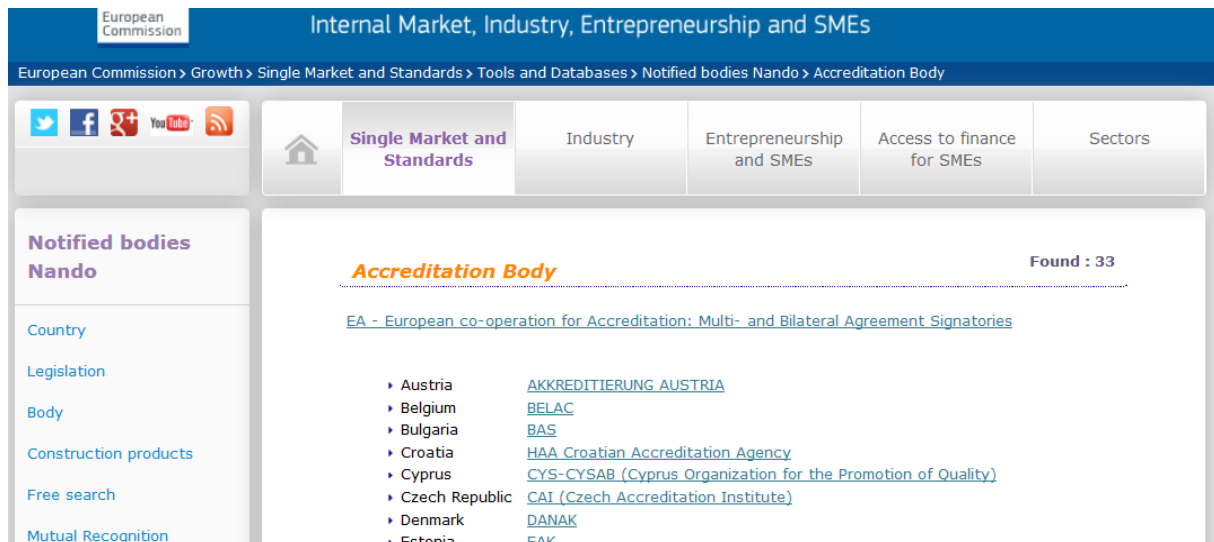 European
Commission
Internal Market, Industry, Entrepreneurship and SMEs
European Commission > Growth > Single Market and Standards > Tools and Databases > Notified bodies Nando > Accreditation Body
You Tube
Single Market and
Standards
Industry
Entrepreneurship
and SMEs
Access to finance
for SMEs
Sectors
Notified bodies
Nando
Country
Legislation
Body
Construction products
Free search
Mutual Recognition
Accreditation Body
Found : 33
EA - European co-operation for Accreditation: Multi- and Bilateral Agreement Signatories
Austria AKKREDITIERUNG AUSTRIA
Belgium BELAC
Bulgaria BAS
Croatia HAA Croatian Accreditation Agency
Cyprus CYS-CYSAB (Cyprus Organization for the Promotion of Quality)
Czech Republic CAI (Czech Accreditation Institute)
Denmark DANAK
Estonia EAK